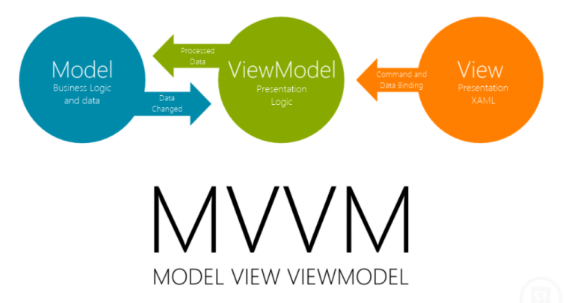 Model
Business Logic
and data
Processed
Data
Data
Changed
ViewModel
Presentation
Logic
Command and
Data Binding
View
Presentation
XAML
MVVM
MODEL VIEW VIEWMODEL